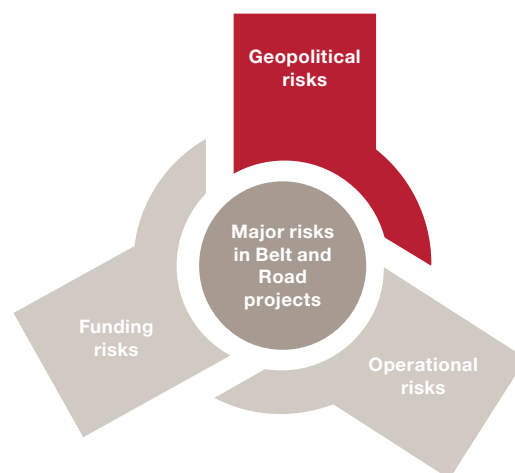 Geopolitical
risks
Major risks
in Belt and
Road
projects
Funding
risks
Operational
risks